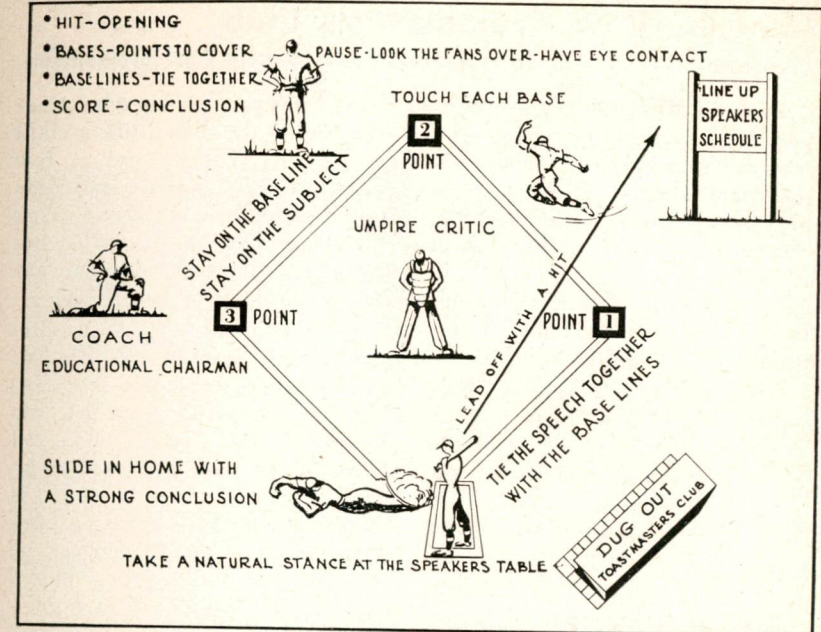 • HIT-OPENING
• BASES-POINTS TO COVER
• BASELINES-TIE TOGETHER
• SCORE-CONCLUSION
PAUSE-LOOK THE FANS OVER-HAVE EYE CONTACT
TOUCH EACH BASE
LINE UP
SPEAKERS
SCHEDULE
2
POINT
STAY ON THE BASE LINE
STAY ON THE SUBJECT
UMPIRE CRITIC
LEAD OFF WITH A HIT
3 POINT
POINT 1
COACH
EDUCATIONAL CHAIRMAN
TIE THE SPEECH TOGETHER
WITH THE BASE LINES
SLIDE IN HOME WITH
A STRONG CONCLUSION
DUG OUT
TOASTMASTERS CLUB
TAKE A NATURAL STANCE AT THE SPEAKERS TABLE